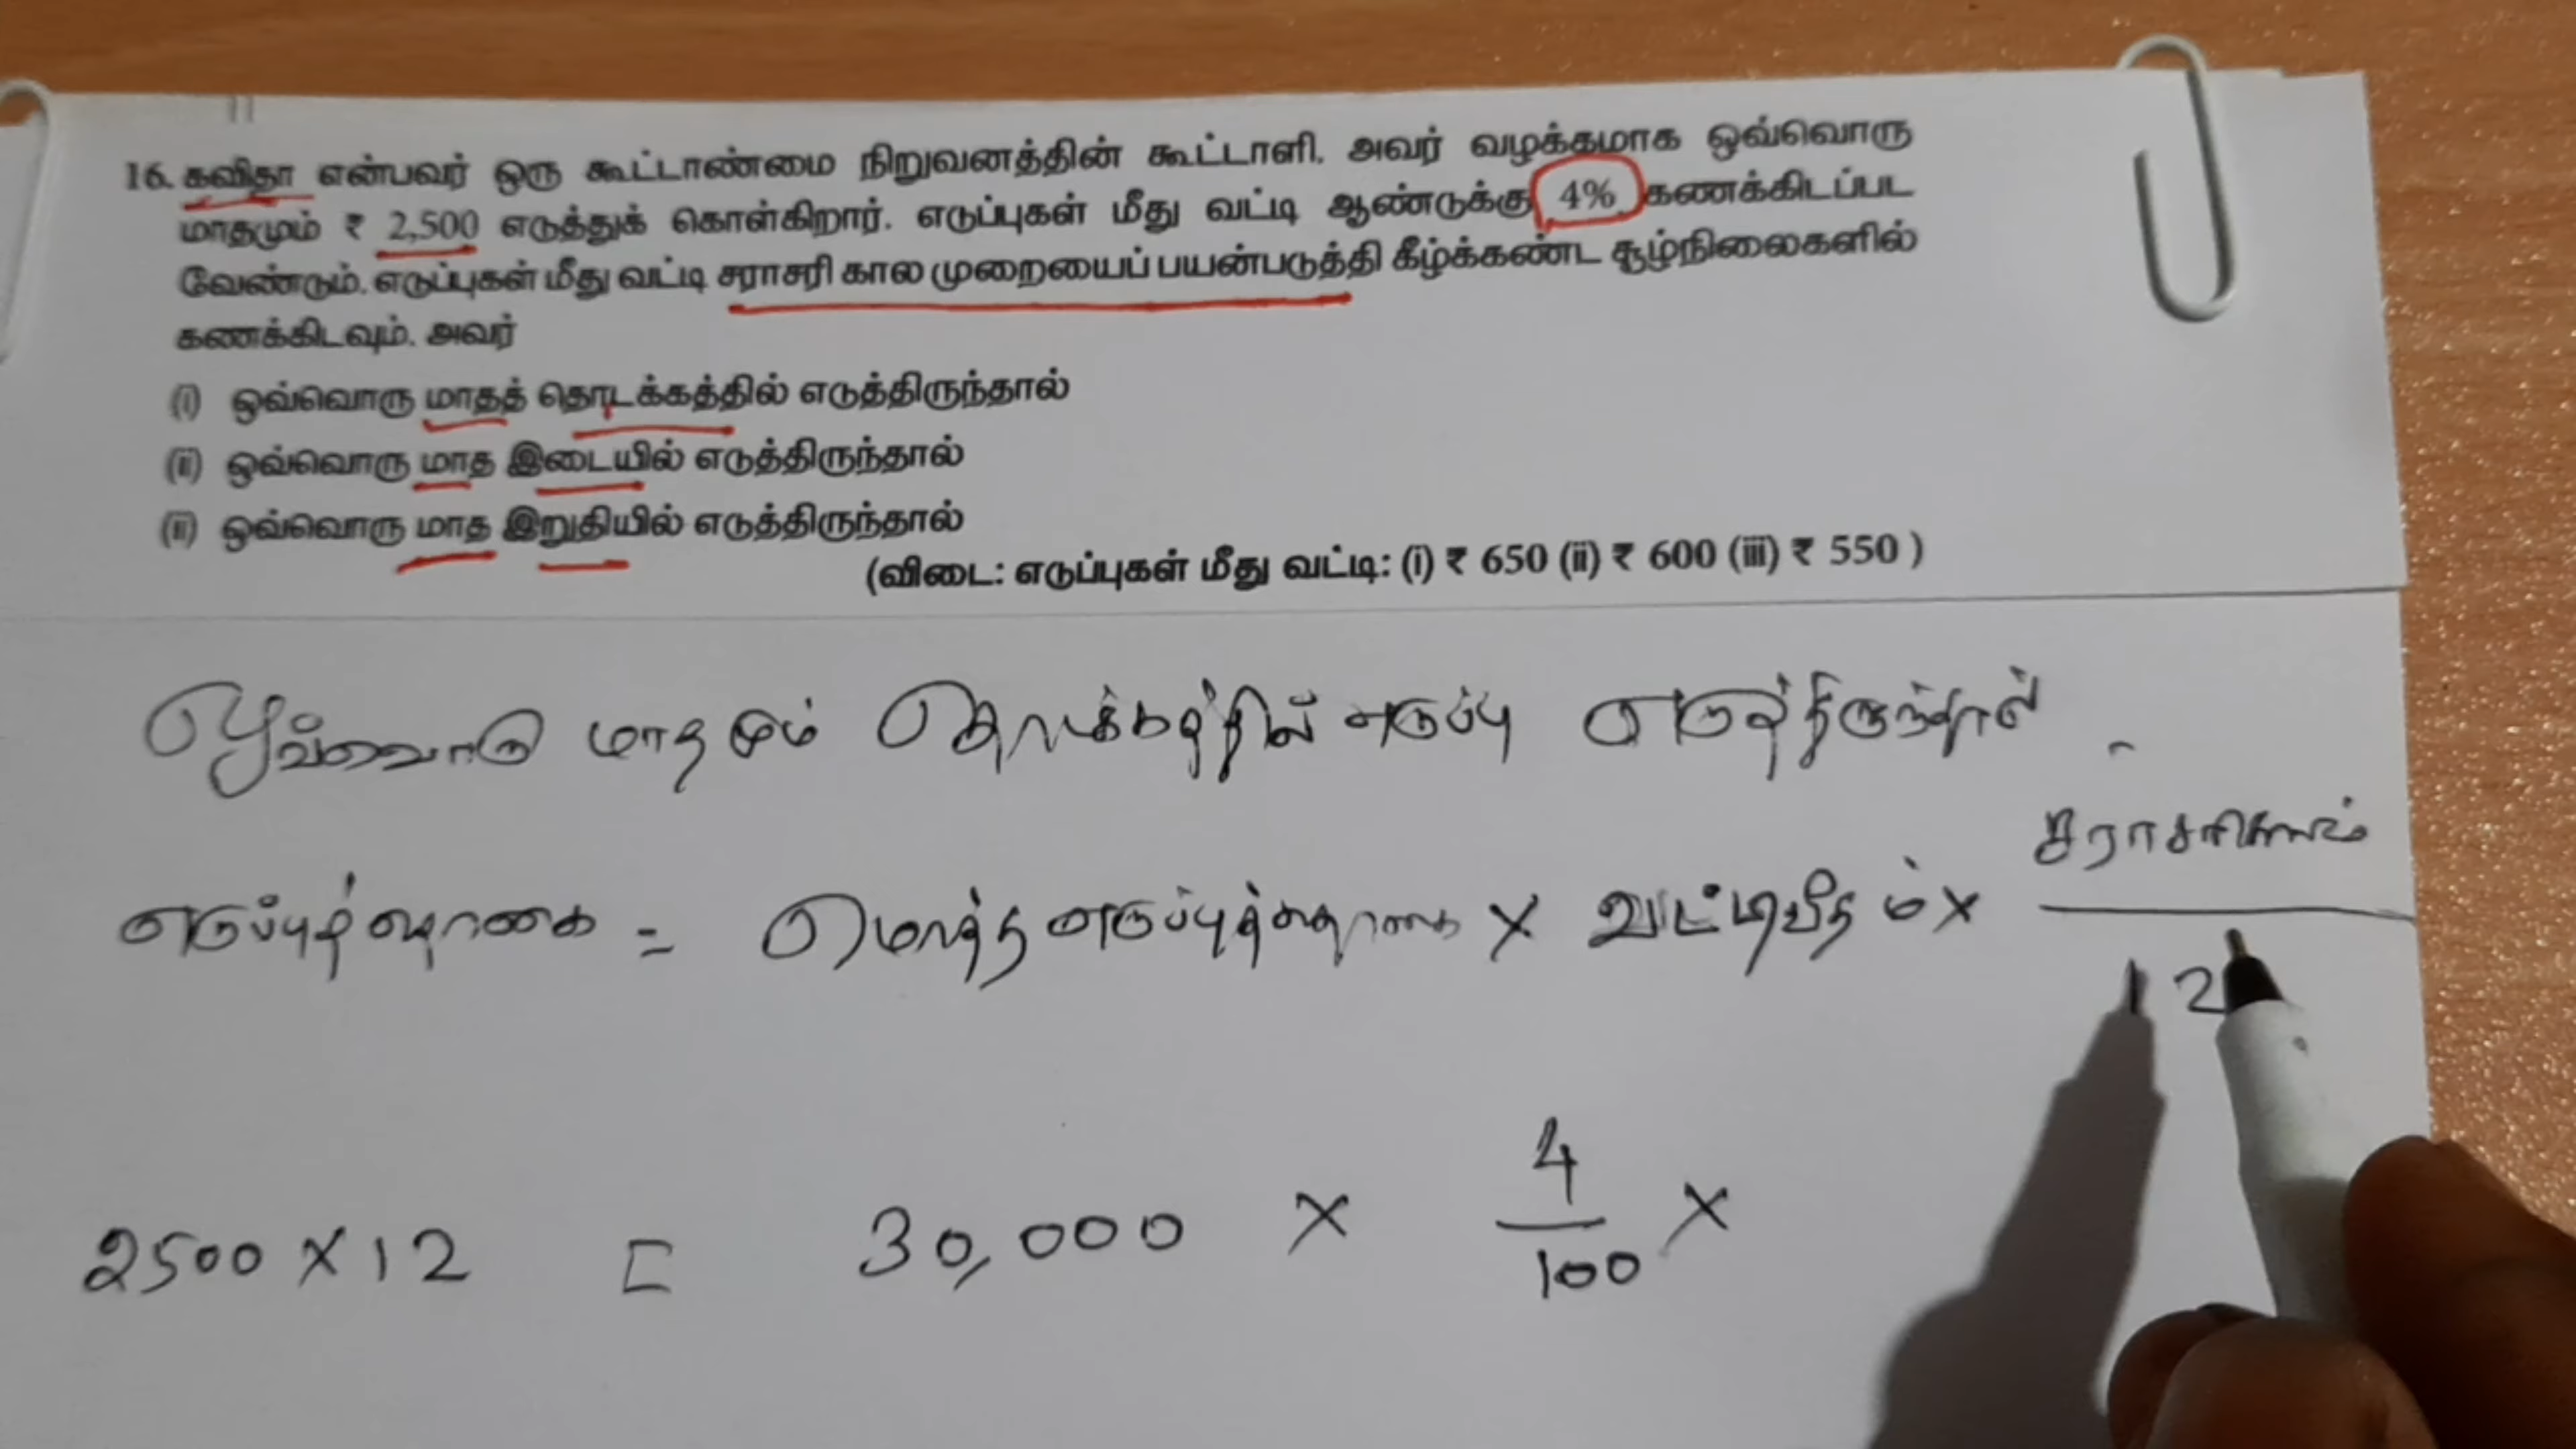 16. கவிதா என்பவர் ஒரு கூட்டாண்மை நிறுவனத்தின் கூட்டாளி. அவர் வழக்கமாக ஒவ்வொரு
மாதமும் ₹ 2,500 எடுத்துக் கொள்கிறார். எடுப்புகள் மீது வட்டி ஆண்டுக்கு 4% கணக்கிடப்பட
வேண்டும். எடுப்புகள் மீது வட்டி சராசரி கால முறையைப் பயன்படுத்தி கீழ்க்கண்ட சூழ்நிலைகளில்
கணக்கிடவும். அவர்
(i) ஒவ்வொரு மாதத் தொடக்கத்தில் எடுத்திருந்தால்
(ii) ஒவ்வொரு மாத இடையில் எடுத்திருந்தால்
(ii) ஒவ்வொரு மாத இறுதியில் எடுத்திருந்தால்
(விடை: எடுப்புகள் மீது வட்டி: (i) ₹ 650 (ii) ₹ 600 (iii) ₹ 550 )
ஒவ்வொரு மாதமும் தொடக்கத்தில் எடுப்பு எடுத்திருந்தால்
சராசரிகாலம்
எடுப்புத்தொகை = மொத்த எடுப்புத்தொகை × வட்டிவீதம் ×
12
2500 × 12 = 30,000 × 4/100 ×